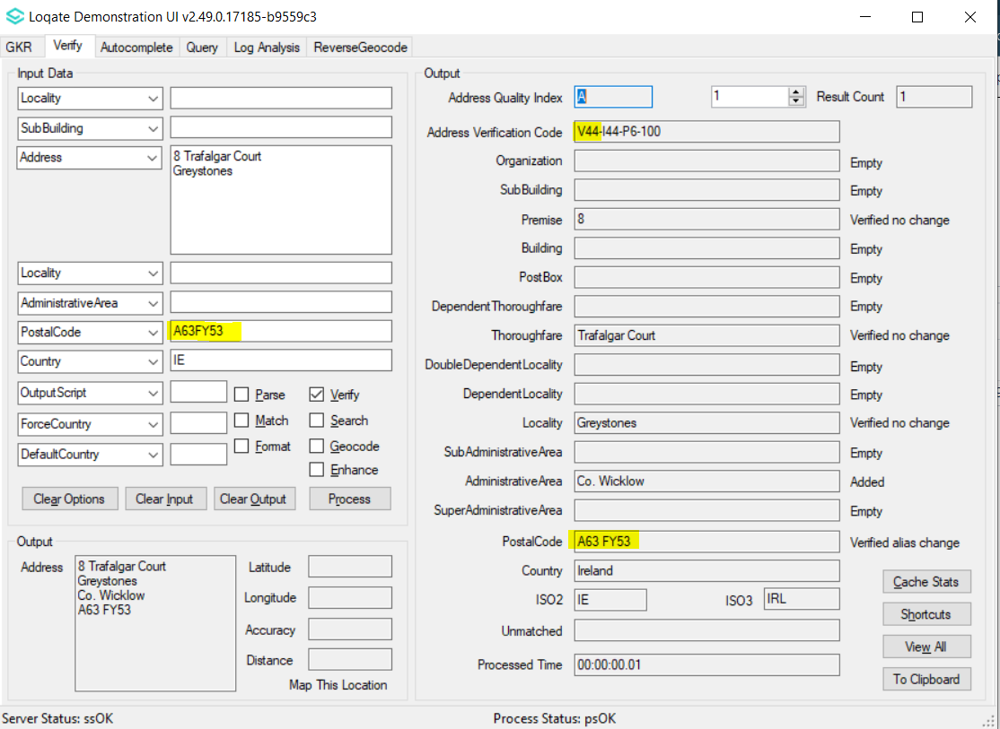 Loqate Demonstration UI v2.49.0.17185-b9559c3
GKR Verify Autocomplete Query Log Analysis ReverseGeocode
Input Data
Locality
SubBuilding
Address
8 Trafalgar Court
Greystones
Locality
AdministrativeArea
PostalCode A63FY53
Country IE
OutputScript
Parse Verify
ForceCountry
Match Search
DefaultCountry
Format Geocode
Enhance
Clear Options Clear Input Clear Output Process
Output
Address
8 Trafalgar Court
Greystones
Co. Wicklow
A63 FY53
Latitude
Longitude
Accuracy
Distance
Map This Location
Output
Address Quality Index A 1 Result Count 1
Address Verification Code V44-I44-P6-100
Organization Empty
SubBuilding Empty
Premise 8 Verified no change
Building Empty
PostBox Empty
DependentThoroughfare Empty
Thoroughfare Trafalgar Court Verified no change
DoubleDependentLocality Empty
DependentLocality Empty
Locality Greystones Verified no change
SubAdministrativeArea Empty
AdministrativeArea Co. Wicklow Added
SuperAdministrativeArea Empty
PostalCode A63 FY53 Verified alias change
Country Ireland
ISO2 IE ISO3 IRL
Unmatched
Processed Time 00:00:00.01
Cache Stats
Shortcuts
View All
To Clipboard
Server Status: ssOK Process Status: psOK